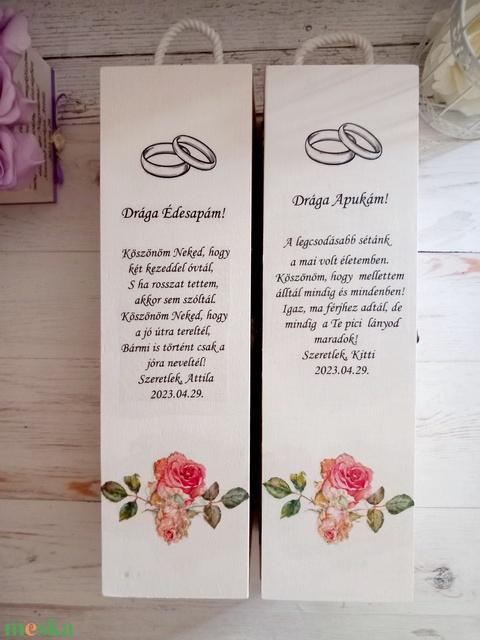 Drága Édesapám!
Köszönöm Neked, hogy
két kezeddel óvtál,
S ha rosszat tettem,
akkor sem szóltál.
Köszönöm Neked, hogy
a jó útra tereltél,
Bármi is történt csak a
jóra neveltél!
Szeretlek, Attila
2023.04.29.
Drága Apukám!
A legcsodásabb sétánk
a mai volt életemben.
Köszönöm, hogy mellettem
álltál mindig és mindenben!
Igaz, ma férjhez adtál, de
mindig a Te pici lányod
maradok!
Szeretlek, Kitti
2023.04.29.
meska